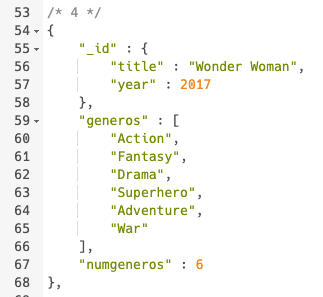 53 /* 4 */
54 {
55 "_id" : {
56 "title" : "Wonder Woman",
57 "year" : 2017
58 },
59 "generos" : [
60 "Action",
61 "Fantasy",
62 "Drama",
63 "Superhero",
64 "Adventure",
65 "War"
66 ],
67 "numgeneros" : 6
68 },